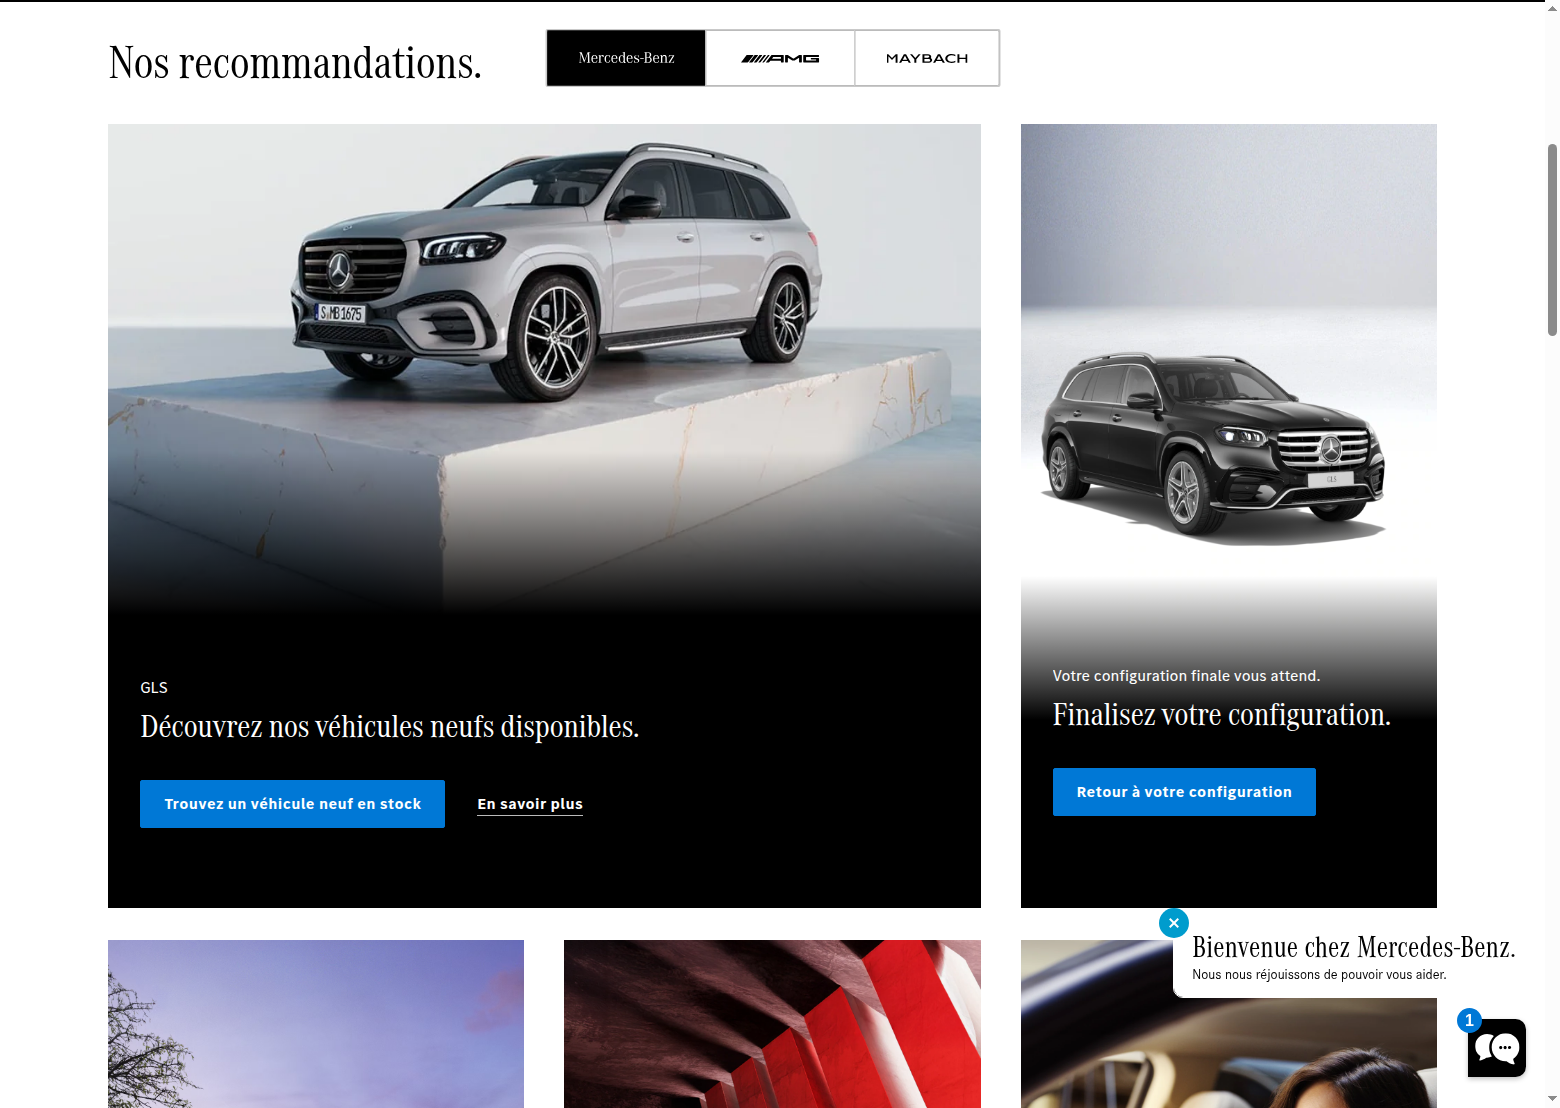 Nos recommandations.
Mercedes-Benz
AMG
MAYBACH
S MB 1675
GLS
GLS
Découvrez nos véhicules neufs disponibles.
Trouvez un véhicule neuf en stock
En savoir plus
Votre configuration finale vous attend.
Finalisez votre configuration.
Retour à votre configuration
Bienvenue chez Mercedes-Benz.
Nous nous réjouissons de pouvoir vous aider.
1